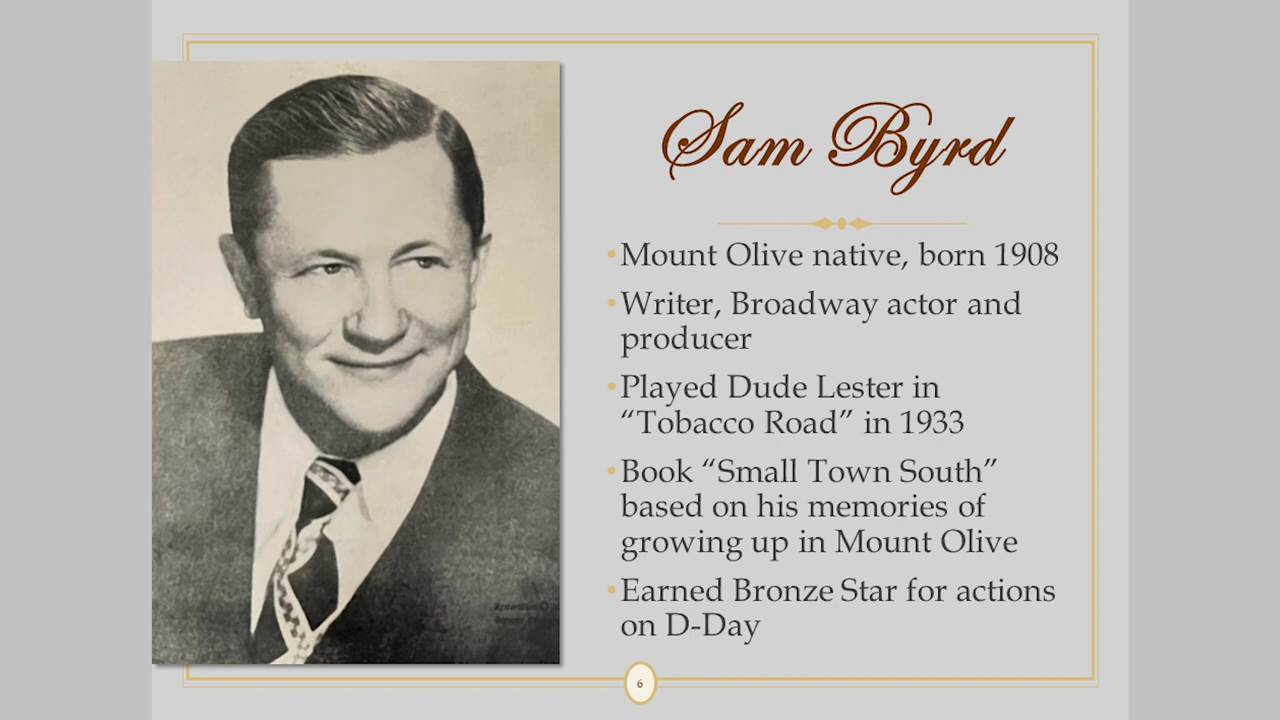 Sam Byrd
•Mount Olive native, born 1908
•Writer, Broadway actor and
producer
•Played Dude Lester in
“Tobacco Road” in 1933
•Book “Small Town South”
based on his memories of
growing up in Mount Olive
•Earned Bronze Star for actions
on D-Day
6